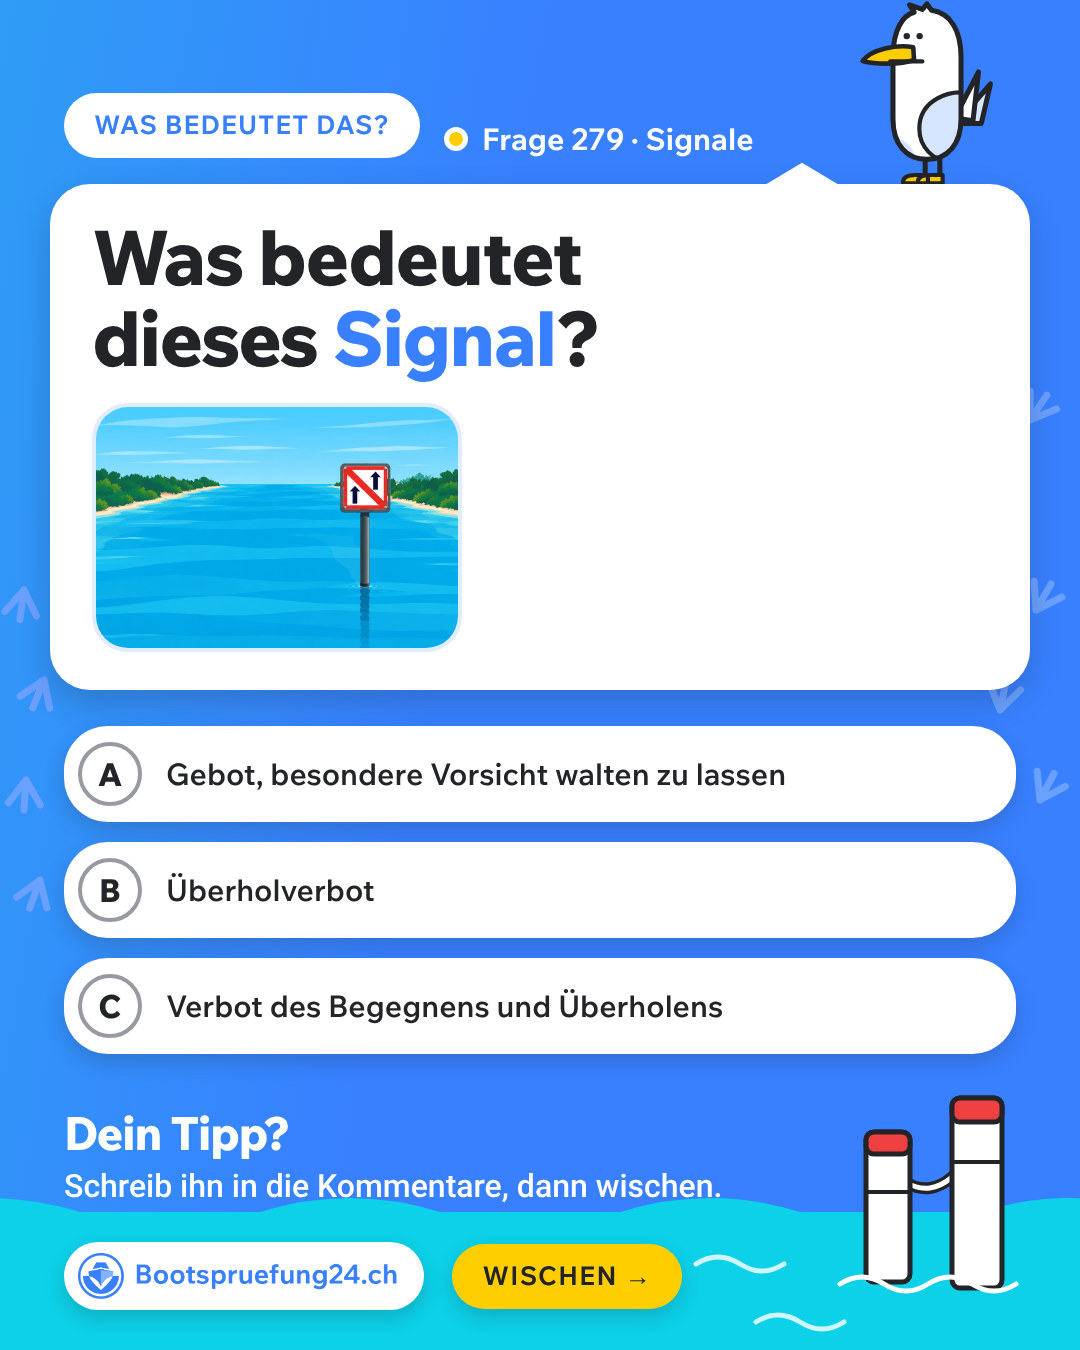 WAS BEDEUTET DAS?
Frage 279 · Signale
Was bedeutet
dieses Signal?
A Gebot, besondere Vorsicht walten zu lassen
B Überholverbot
C Verbot des Begegnens und Überholens
Dein Tipp?
Schreib ihn in die Kommentare, dann wischen.
Bootspruefung24.ch
WISCHEN →